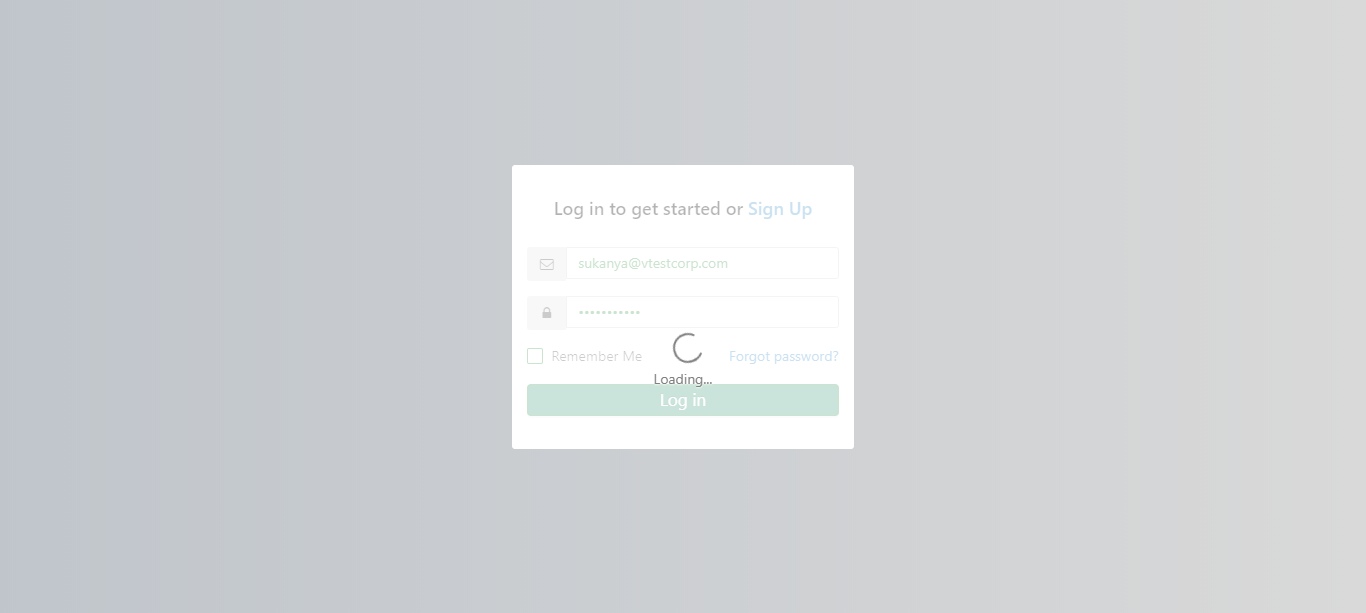 Log in to get started or Sign Up
sukanya@vtestcorp.com
•••••••••••
Remember Me
Forgot password?
Loading...
Log in